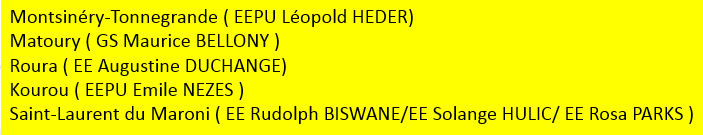 Montsinéry-Tonnegrande ( EEPU Léopold HEDER)
Matoury ( GS Maurice BELLONY )
Roura ( EE Augustine DUCHANGE)
Kourou ( EEPU Emile NEZES )
Saint-Laurent du Maroni ( EE Rudolph BISWANE/EE Solange HULIC/ EE Rosa PARKS )